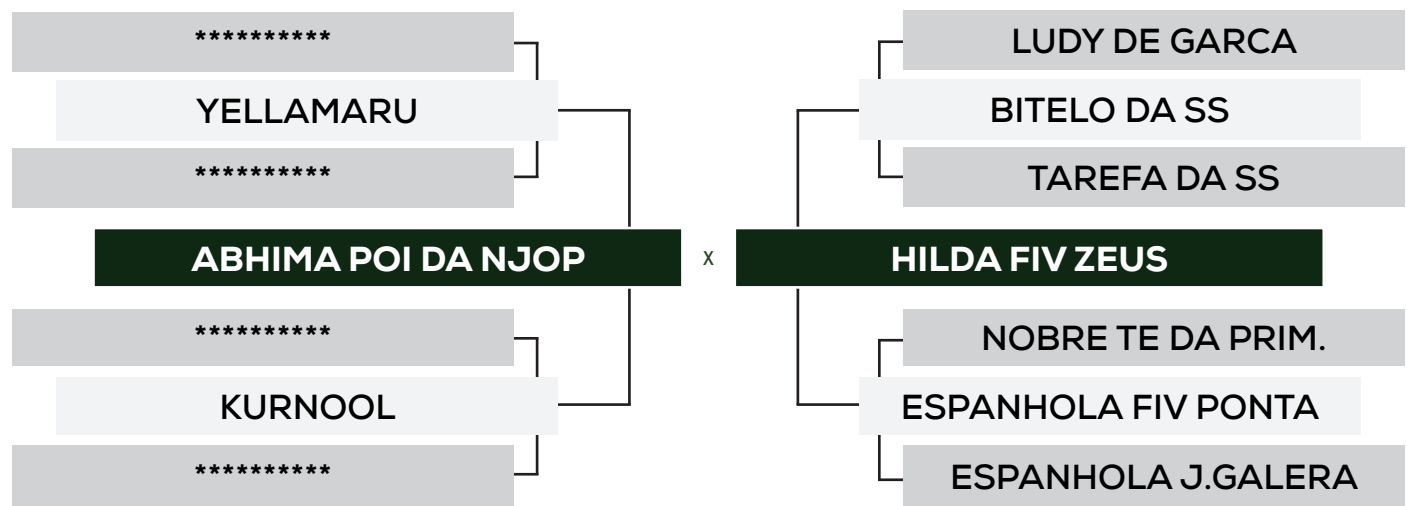 **********
YELLAMARU
**********
ABHIMA POI DA NJOP
**********
KURNOOL
**********
x
LUDY DE GARCA
BITELO DA SS
TAREFA DA SS
HILDA FIV ZEUS
NOBRE TE DA PRIM.
ESPANHOLA FIV PONTA
ESPANHOLA J.GALERA